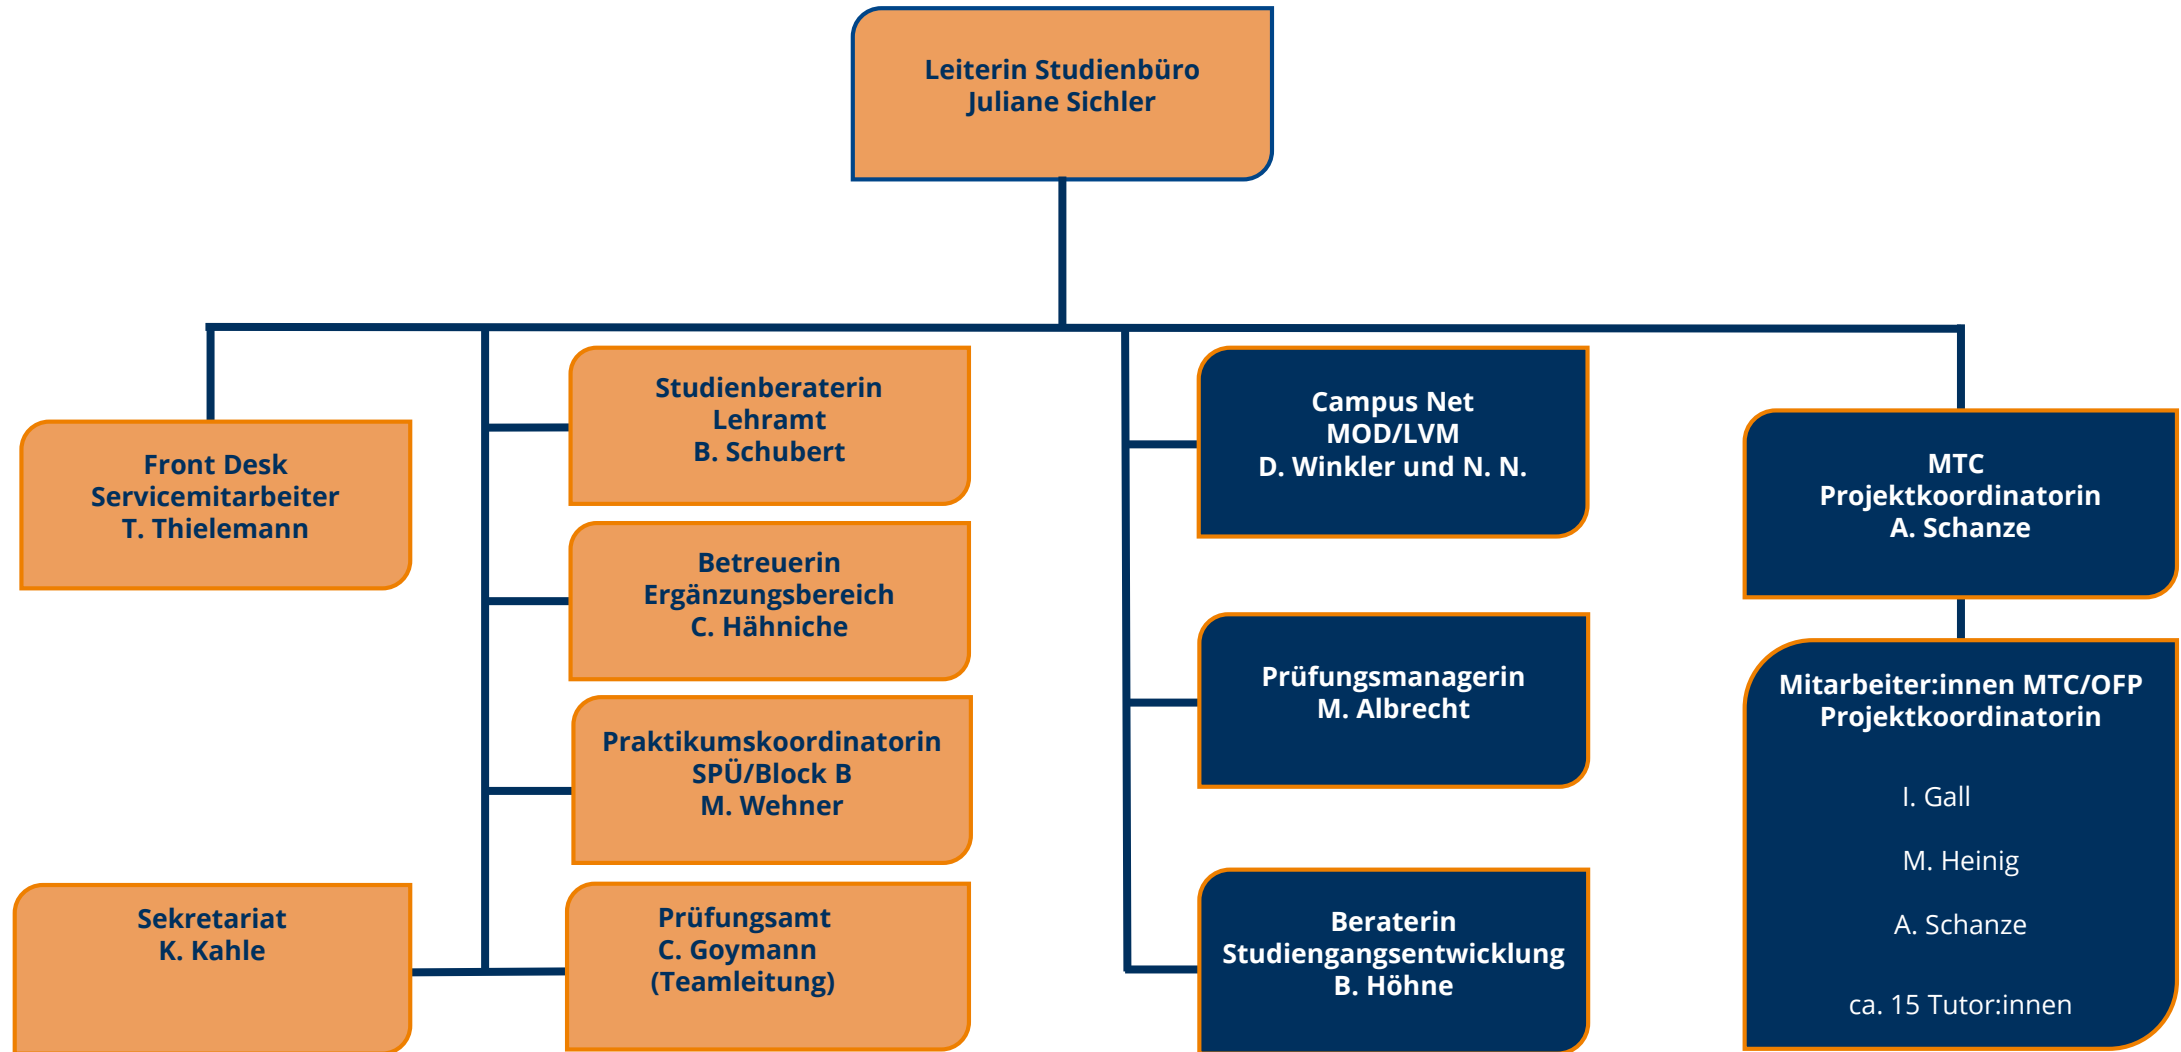 Leiterin Studienbüro
Juliane Sichler
Front Desk
Servicemitarbeiter
T. Thielemann
Sekretariat
K. Kahle
Studienberaterin
Lehramt
B. Schubert
Betreuerin
Ergänzungsbereich
C. Hähniche
Praktikumskoordinatorin
SPÜ/Block B
M. Wehner
Prüfungsamt
C. Goymann
(Teamleitung)
Campus Net
MOD/LVM
D. Winkler und N. N.
Prüfungsmanagerin
M. Albrecht
Beraterin
Studiengangsentwicklung
B. Höhne
MTC
Projektkoordinatorin
A. Schanze
Mitarbeiter:innen MTC/OFP
Projektkoordinatorin
I. Gall
M. Heinig
A. Schanze
ca. 15 Tutor:innen